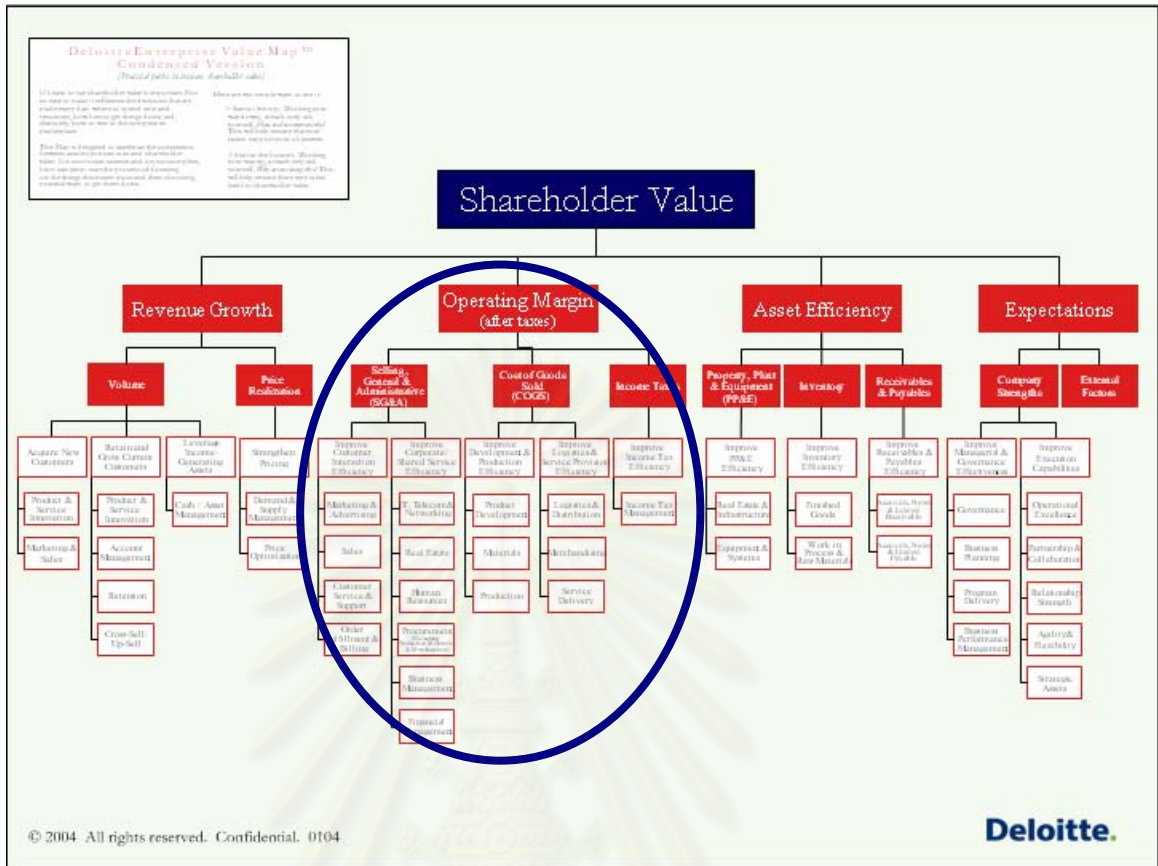 Deloitte Enterprise Value Map™
Condensed Version
Shareholder Value
Revenue Growth
Operating Margin
(after taxes)
Asset Efficiency
Expectations
Volume
Price
Realization
Selling,
General &
Administrative
(SG&A)
Cost of Goods
Sold
(COGS)
Income Taxes
Property, Plant
& Equipment
(PP&E)
Inventory
Receivables
& Payables
Company
Strengths
External
Factors
Acquire New
Customers
Retain and
Grow Current
Customers
Leverage
Income-
Generating
Assets
Strengthen
Pricing
Improve
Customer
Interaction
Efficiency
Improve
Corporate/
Shared Service
Efficiency
Improve
Development &
Production
Efficiency
Improve
Logistics &
Service Provision
Efficiency
Improve
Income Tax
Efficiency
Improve
PP&E
Efficiency
Improve
Inventory
Efficiency
Improve
Receivables &
Payables
Efficiency
Improve
Managerial &
Governance
Effectiveness
Improve
Execution
Capabilities
Product &
Service
Innovation
Marketing &
Sales
Product &
Service
Innovation
Account
Management
Retention
Cross-Sell/
Up-Sell
Cash / Asset
Management
Demand &
Supply
Management
Price
Optimization
Marketing &
Advertising
Sales
Customer
Service &
Support
Order
Fulfillment &
Billing
IT, Telecom &
Networking
Real Estate
Human
Resources
Procurement
Business
Management
Financial
Management
Product
Development
Materials
Production
Logistics &
Distribution
Merchandising
Service
Delivery
Income Tax
Management
Real Estate &
Infrastructure
Equipment &
Systems
Finished
Goods
Work in
Process &
Raw Materials
Governance
Business
Planning
Program
Delivery
Business
Performance
Management
Operational
Excellence
Partnership &
Collaboration
Relationship
Strength
Agility &
Flexibility
Strategic
Assets
© 2004 All rights reserved. Confidential. 0104
Deloitte.